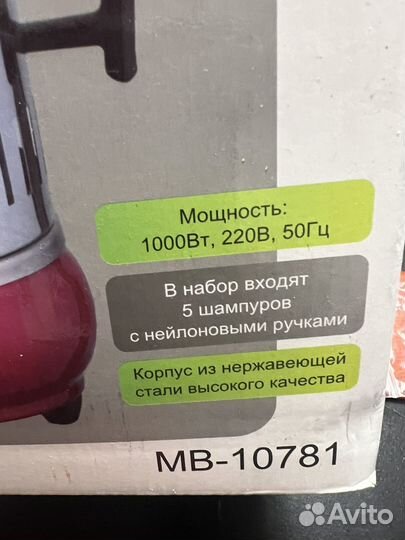 Мощность:
1000Вт, 220В, 50Гц
В набор входят
5 шампуров
с нейлоновыми ручками
Корпус из нержавеющей
стали высокого качества
MB-10781
Avito